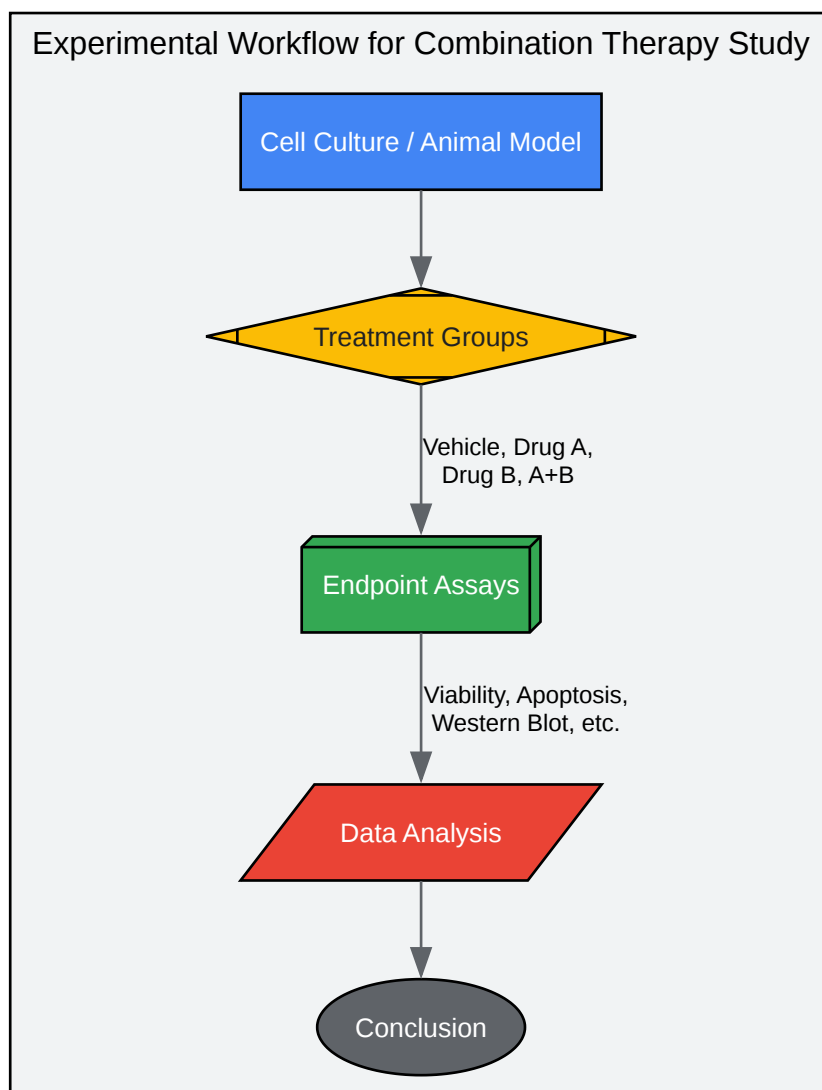 Experimental Workflow for Combination Therapy Study
Cell Culture / Animal Model
Treatment Groups
Vehicle, Drug A,
Drug B, A+B
Endpoint Assays
Viability, Apoptosis,
Western Blot, etc.
Data Analysis
Conclusion